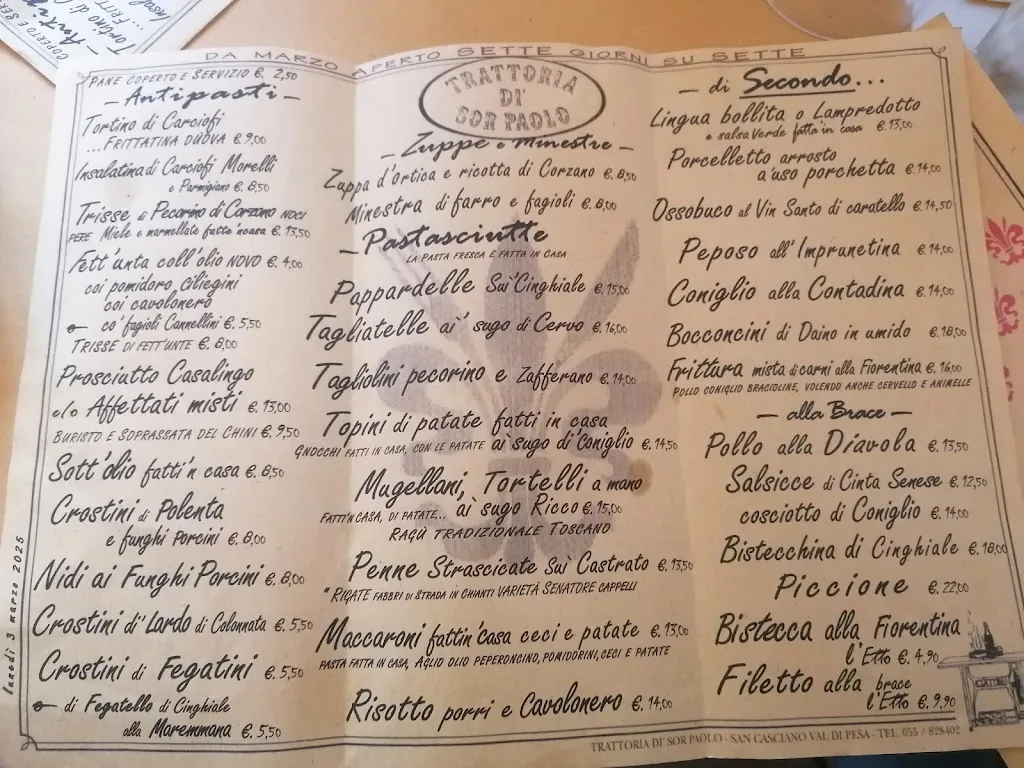 DA MARZO APERTO SETTE GIORNI SU SETTE
PANE COPERTO E SERVIZIO €. 2,50
- Antipasti -
Tortino di Carciofi
...FRITTATINA D'UOVA €. 9,00
Insalatina di Carciofi Morelli
e Parmigiano €. 8,50
Trisse di Pecorino di Corzano NOCI
PERE Miele e marmellate fatte 'n casa €. 13,50
Fett'unta coll'olio NOVO €. 4,00
coi pomodoro, ciliegini
coi cavolonero
co' fagioli Cannellini €. 5,50
TRISSE DI FETT'UNTE €. 8,00
Prosciutto Casalingo
e/o Affettati misti €. 13,00
BURISTO E SOPRASSATA DEL CHINI €. 9,50
Sott'olio fatti'n casa €. 8,50
Crostini di Polenta
e funghi Porcini €. 8,00
Nidi ai Funghi Porcini €. 8,00
Crostini di' Lardo di Colonnata €. 5,50
Crostini di Fegatini €. 5,50
di Fegatello di Cinghiale
alla Maremmana €. 5,50
lunedì 3 marzo 2025
TRATTORIA
DI'
SOR PAOLO
- Zuppe e Minestre -
Zuppa d'Ortica e ricotta di Corzano €. 8,50
Minestra di farro e fagioli €. 8,00
- Pastasciutte
LA PASTA FRESCA È FATTA IN CASA
Pappardelle Sui'Cinghiale €. 15,00
Tagliatelle ai' sugo di Cervo €. 16,00
Tagliolini pecorino e Zafferano €. 14,00
Topini di patate fatti in casa
GNOCCHI FATTI IN CASA, CON LE PATATE ai' sugo di Coniglio €. 14,50
Mugellani, Tortelli a mano
FATTI'N CASA, DI PATATE... ai sugo Ricco €. 15,00
RAGÙ TRADIZIONALE TOSCANO
Penne Strascicate Sui' Castrato €. 13,50
"RIGATE FABBRI DI STRADA IN CHIANTI VARIETÀ SENATORE CAPPELLI
Maccaroni fattin'casa ceci e patate €. 13,00
PASTA FATTA IN CASA, AGLIO OLIO PEPERONCINO, POMODORINI, CECI E PATATE
Risotto porri e Cavolonero €. 14,00
- di Secondo...
Lingua bollita o Lampredotto
e salsa Verde fatta'in casa €. 13,00
Porcelletto arrosto
a'uso porchetta €. 14,00
Ossobuco al Vin Santo di caratello €. 14,50
Peposo all'Imprunetina €. 14,00
Coniglio alla Contadina €. 14,00
Bocconcini di Daino in umido €. 18,00
Frittura mista di carni alla Fiorentina €. 16,00
POLLO CONIGLIO BRACIOLINE, VOLENDO ANCHE CERVELLO E ANIMELLE
- alla Brace -
Pollo alla Diavola €. 13,50
Salsicce di Cinta Senese €. 12,50
cosciotto di Coniglio €. 14,00
Bistecchina di Cinghiale €. 18,00
Piccione €. 22,00
Bistecca alla Fiorentina
l'Etto €. 4,90
Filetto alla brace
l'Etto €. 9,90
TRATTORIA DI' SOR PAOLO - SAN CASCIANO VAL DI PESA - TEL. 055 / 828402